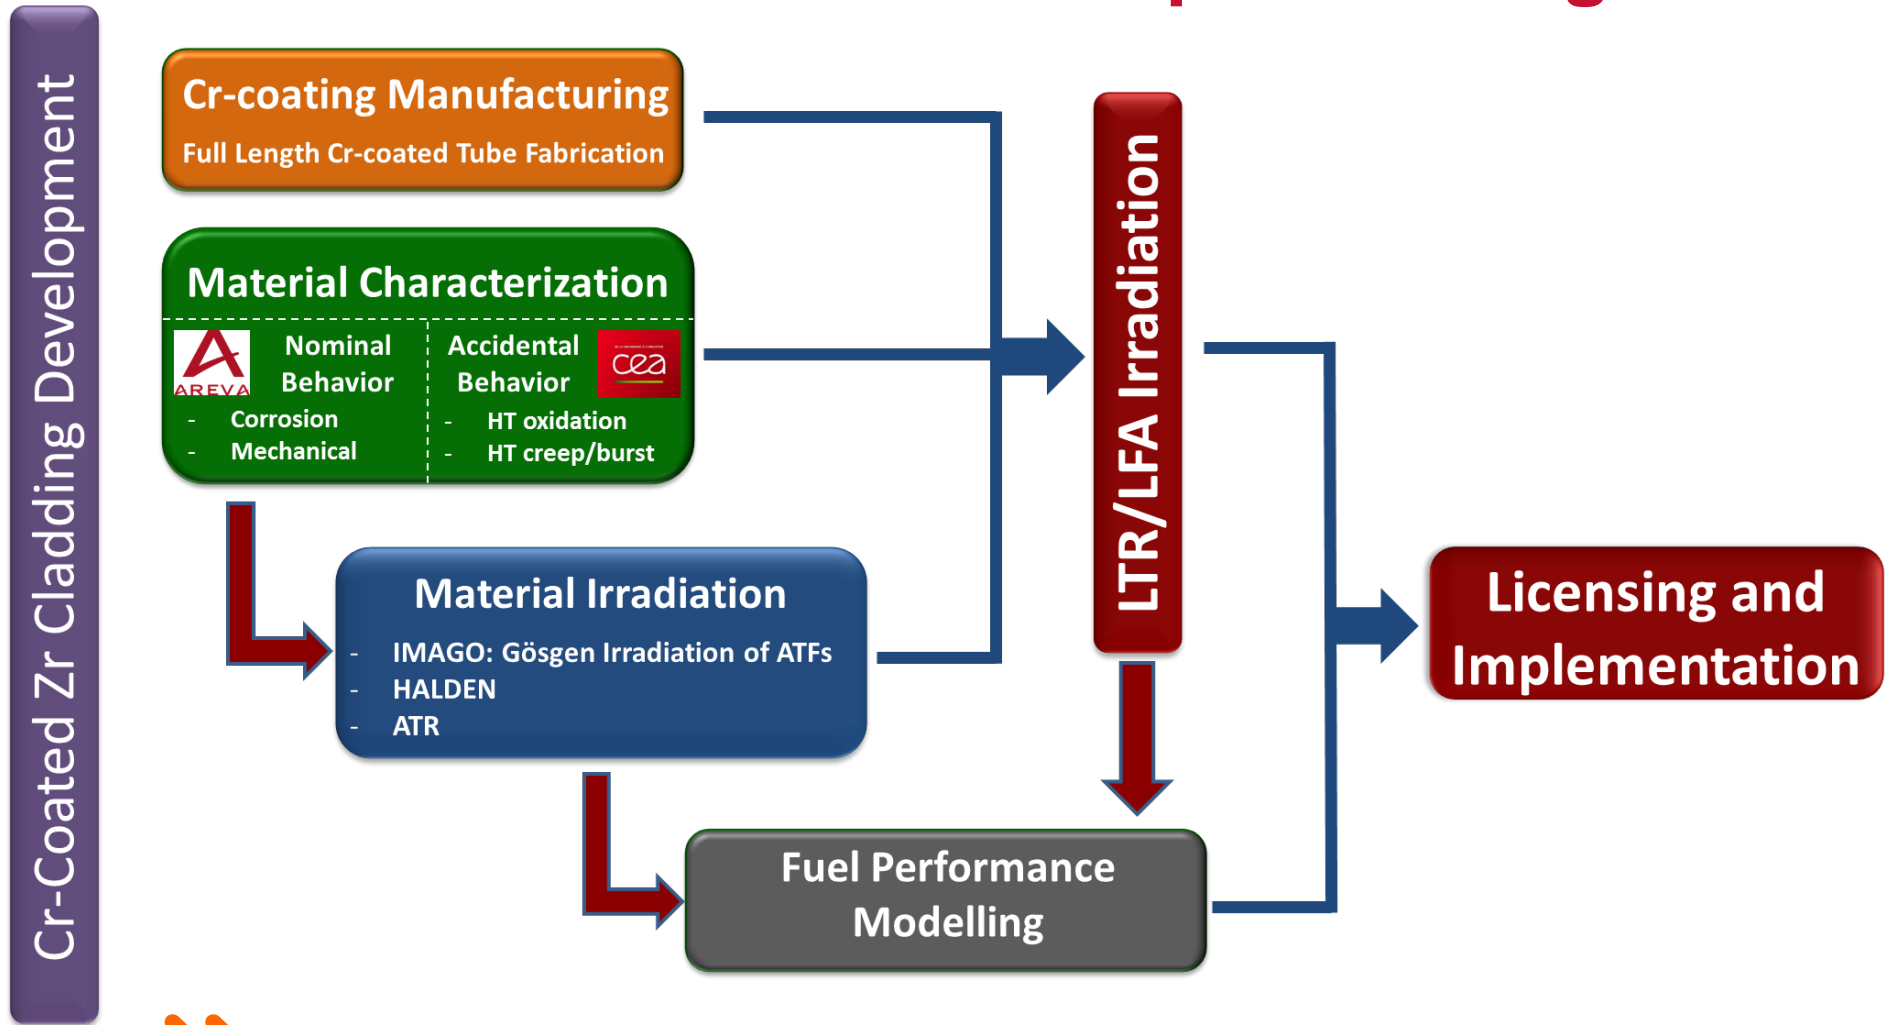 Cr-Coated Zr Cladding Development
Cr-coating Manufacturing
Full Length Cr-coated Tube Fabrication
Material Characterization
AREVA
Nominal
Behavior
- Corrosion
- Mechanical
Accidental
Behavior
cea
- HT oxidation
- HT creep/burst
Material Irradiation
- IMAGO: Gösgen Irradiation of ATFs
- HALDEN
- ATR
LTR/LFA Irradiation
Fuel Performance
Modelling
Licensing and
Implementation